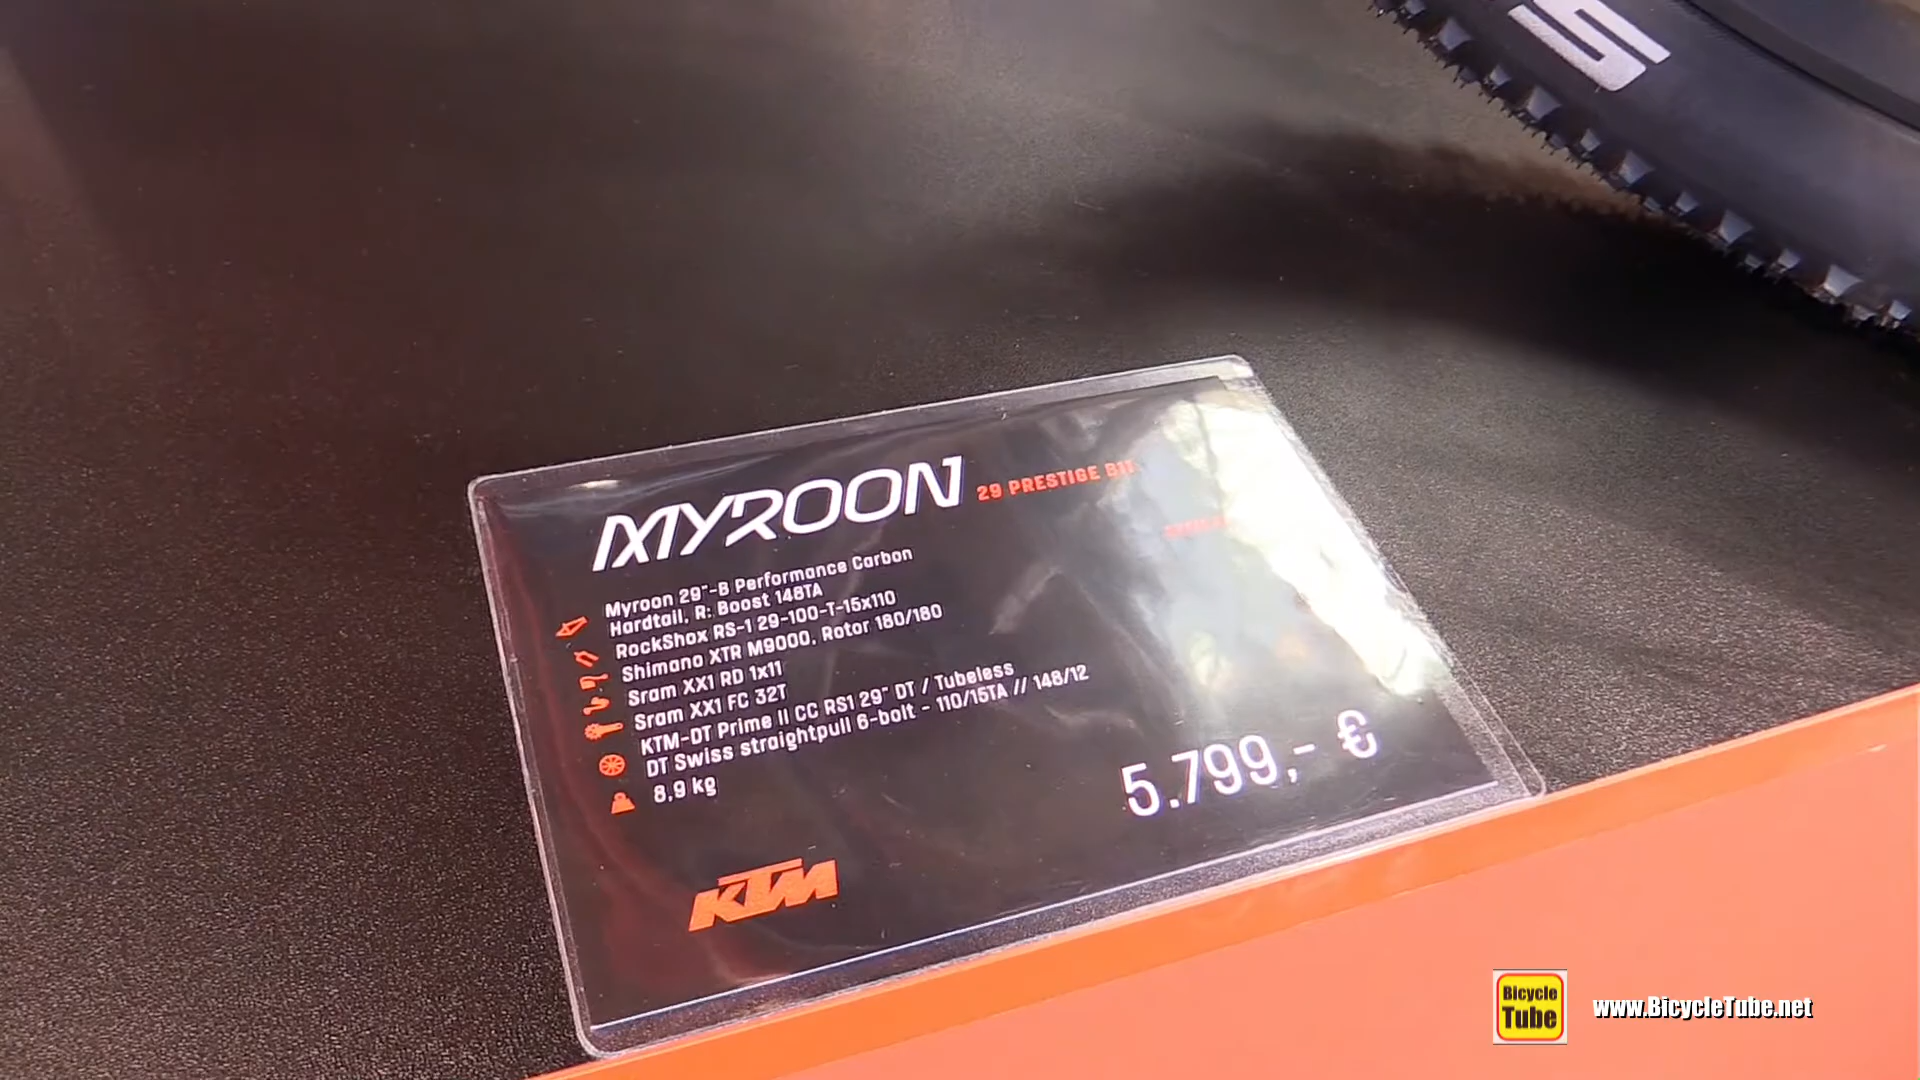 MYROON 29 PRESTIGE B11
Myroon 29"-B Performance Carbon
Hardtail, R: Boost 148TA
RockShox RS-1 29-100-T-15x110
Shimano XTR M9000, Rotor 180/180
Sram XX1 RD 1x11
Sram XX1 FC 32T
KTM-DT Prime II CC RS1 29" DT / Tubeless
DT Swiss straightpull 6-bolt - 110/15TA // 148/12
8,9 kg
5.799,- €
KTM
Bicycle
Tube
www.BicycleTube.net